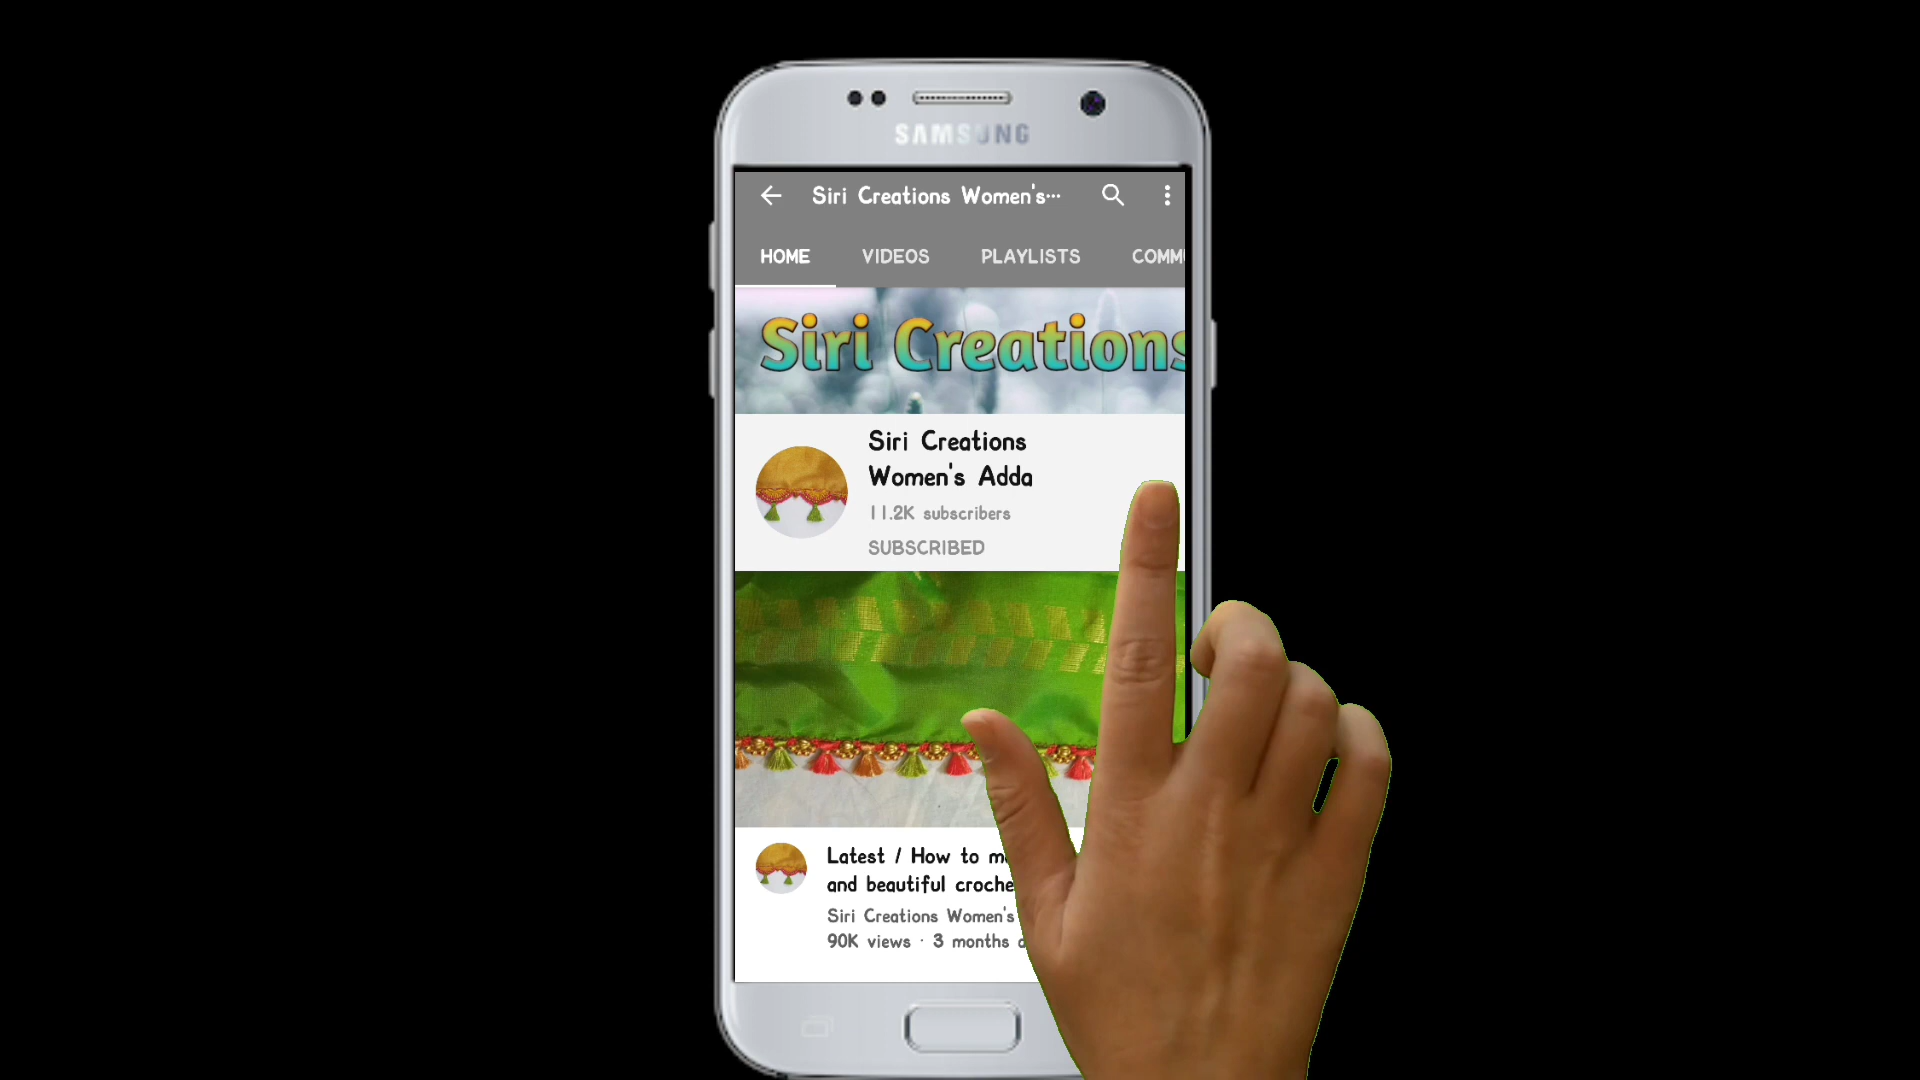 SAMSUNG
Siri Creations Women's...
HOME VIDEOS PLAYLISTS COMM
Siri Creations
Siri Creations
Women's Adda
11.2K subscribers
SUBSCRIBED
Latest / How to m
and beautiful croche
Siri Creations Women's
90K views · 3 months